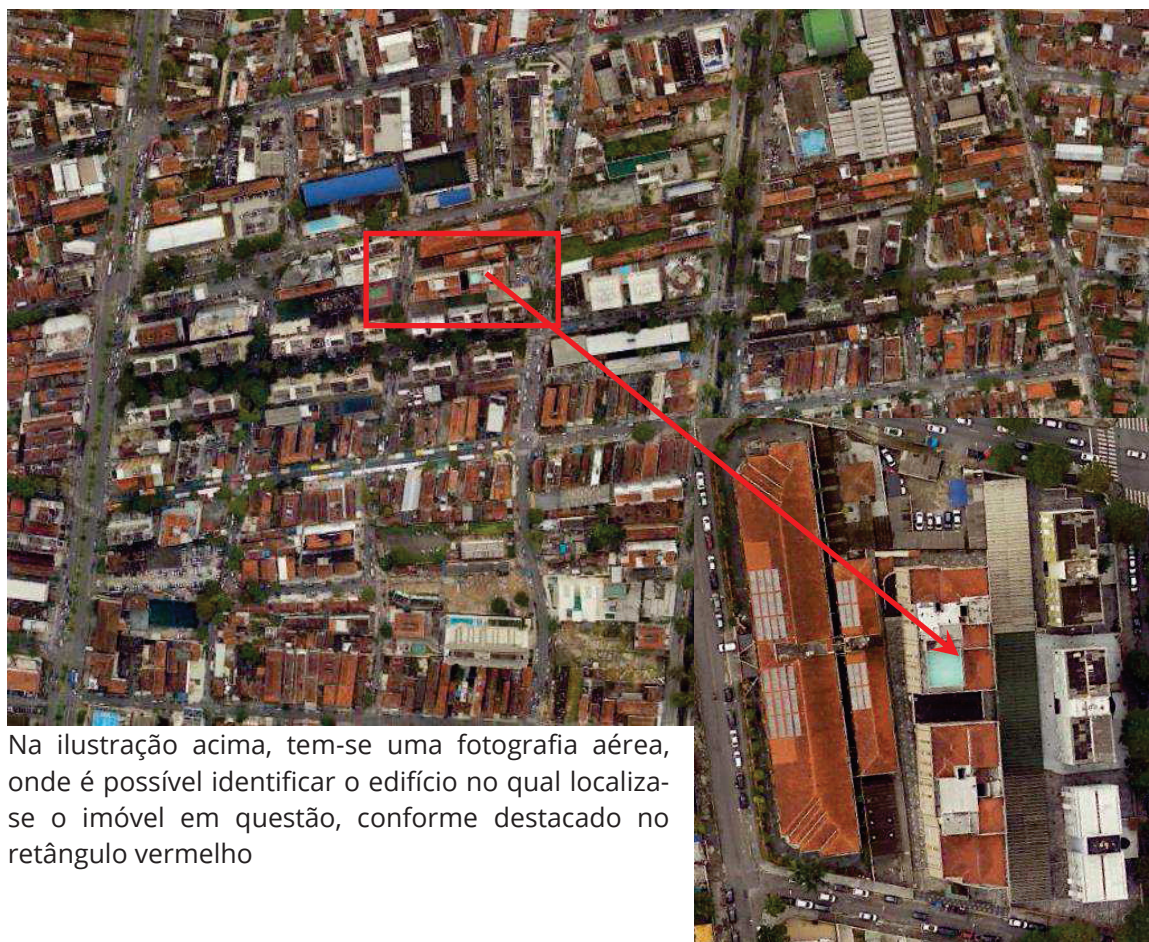 Na ilustração acima, tem-se uma fotografia aérea,
onde é possível identificar o edifício no qual localiza-
se o imóvel em questão, conforme destacado no
retângulo vermelho